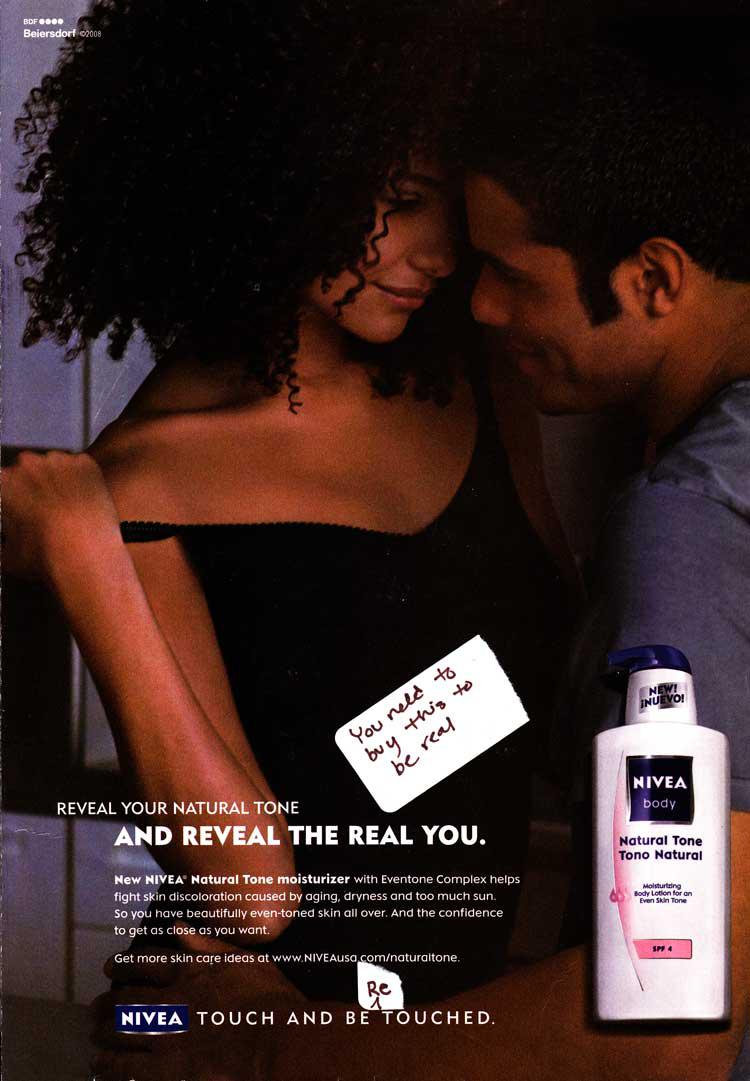 BDF ●●●●
Beiersdorf ©2008
You need to
buy this to
be real
NEW!
¡NUEVO!
NIVEA
body
Natural Tone
Tono Natural
Moisturizing
Body Lotion for an
Even Skin Tone
SPF 4
REVEAL YOUR NATURAL TONE
AND REVEAL THE REAL YOU.
New NIVEA® Natural Tone moisturizer with Eventone Complex helps
fight skin discoloration caused by aging, dryness and too much sun.
So you have beautifully even-toned skin all over. And the confidence
to get as close as you want.
Get more skin care ideas at www.NIVEAusa.com/naturaltone.
Re
NIVEA TOUCH AND BE TOUCHED.